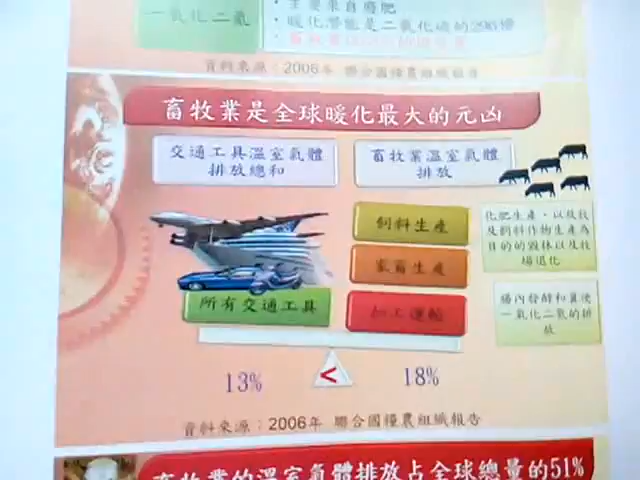 一氧化二氮
主要來自糞肥
暖化潛能是二氧化碳的296倍
資料來源：2006年 聯合國糧農組織報告
畜牧業是全球暖化最大的元凶
交通工具溫室氣體
排放總和
畜牧業溫室氣體
排放
飼料生產
家畜生產
加工運輸
所有交通工具
化肥生產，以及牧
及飼料作物生產為
目的的毀林以及牧
場退化
腸內發酵和糞便
一氧化二氮的排
放
13%
<
18%
資料來源：2006年 聯合國糧農組織報告
畜牧業的溫室氣體排放占全球總量的51%